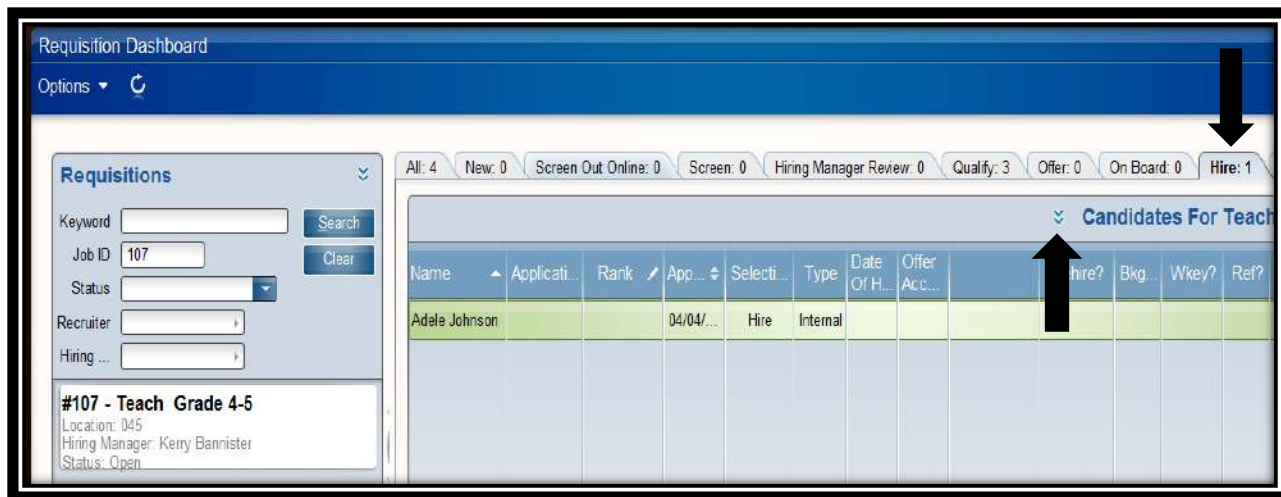 Requisition Dashboard
Options
Requisitions
Keyword
Search
Job ID 107
Clear
Status
Recruiter
Hiring ...
#107 - Teach Grade 4-5
Location: 045
Hiring Manager: Kerry Bannister
Status: Open
All: 4 New: 0 Screen Out Online: 0 Screen: 0 Hiring Manager Review: 0 Qualify: 3 Offer: 0 On Board: 0 Hire: 1
Candidates For Teach
Name Applicati... Rank App... Selecti... Type Date Of H... Offer Acc... Bkg... Wkey? Ref?
Adele Johnson 04/04/... Hire Internal